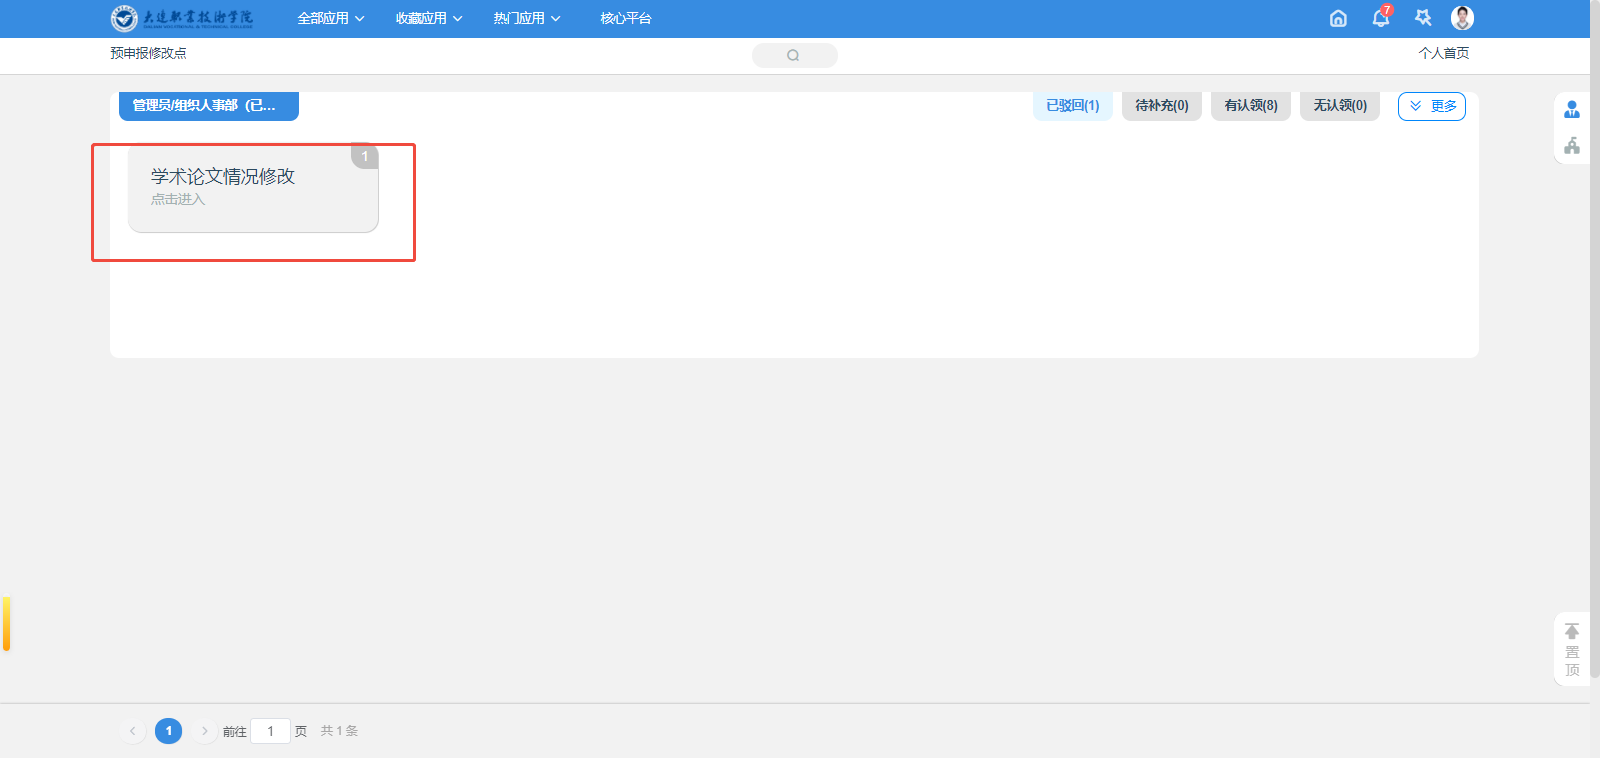 大连职业技术学院
全部应用
收藏应用
热门应用
核心平台
7
预申报修改点
个人首页
管理员/组织人事部（已...
已驳回(1)
待补充(0)
有认领(8)
无认领(0)
更多
1
学术论文情况修改
点击进入
置
顶
1
前往
1
页
共 1 条